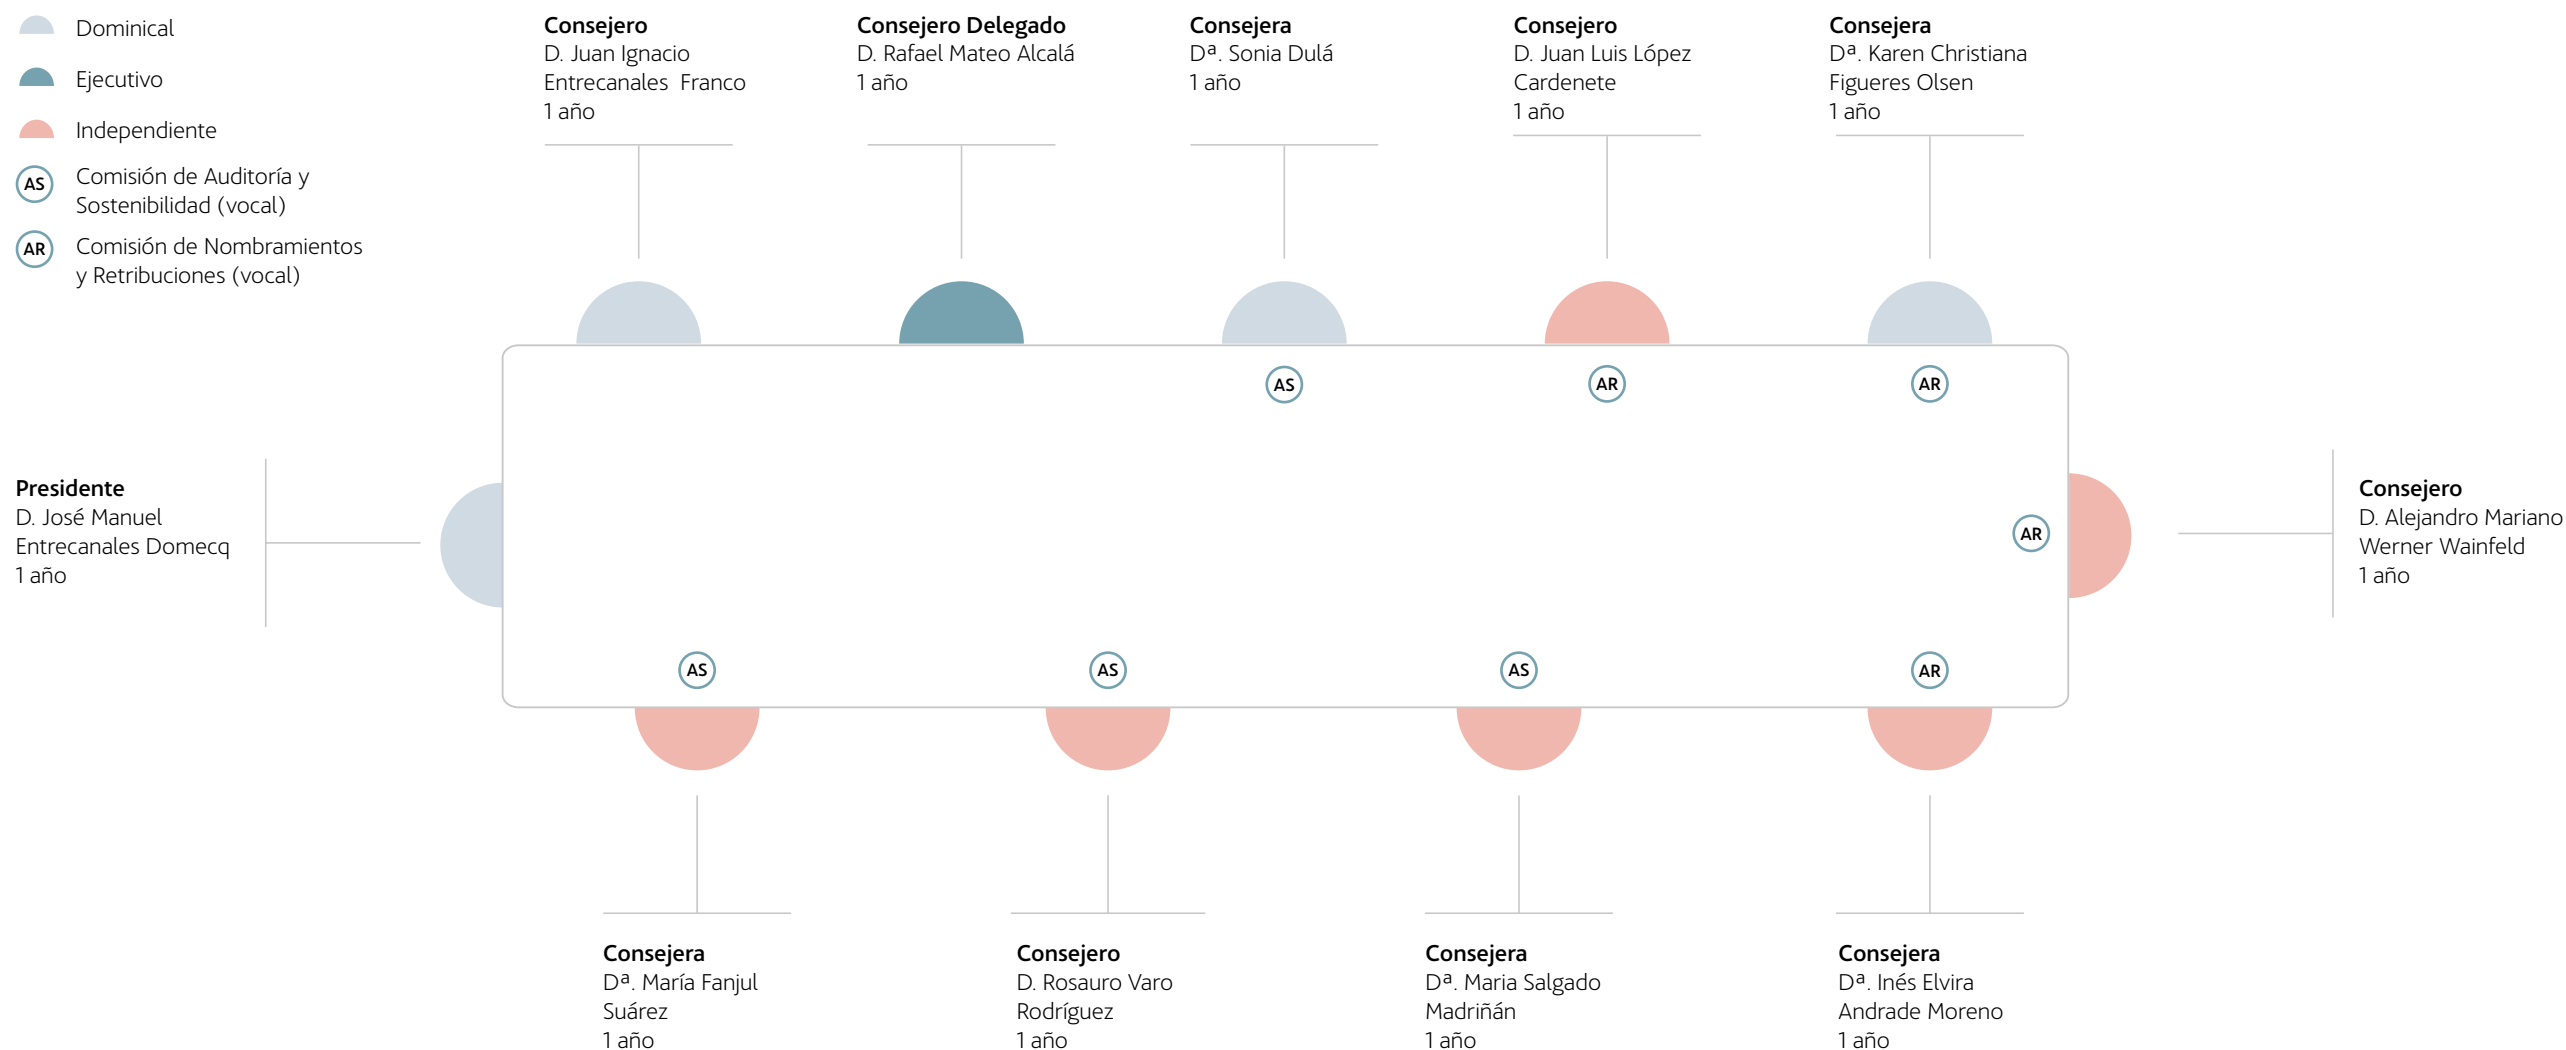 Dominical
Ejecutivo
Independiente
AS
Comisión de Auditoría y
Sostenibilidad (vocal)
AR
Comisión de Nombramientos
y Retribuciones (vocal)
Consejero
D. Juan Ignacio
Entrecanales Franco
1 año
Consejero Delegado
D. Rafael Mateo Alcalá
1 año
Consejera
Dª. Sonia Dulá
1 año
Consejero
D. Juan Luis López
Cardenete
1 año
Consejera
Dª. Karen Christiana
Figueres Olsen
1 año
AS
AR
AR
Presidente
D. José Manuel
Entrecanales Domecq
1 año
AR
Consejero
D. Alejandro Mariano
Werner Wainfeld
1 año
AS
AS
AS
AR
Consejera
Dª. María Fanjul
Suárez
1 año
Consejero
D. Rosauro Varo
Rodríguez
1 año
Consejera
Dª. Maria Salgado
Madriñán
1 año
Consejera
Dª. Inés Elvira
Andrade Moreno
1 año